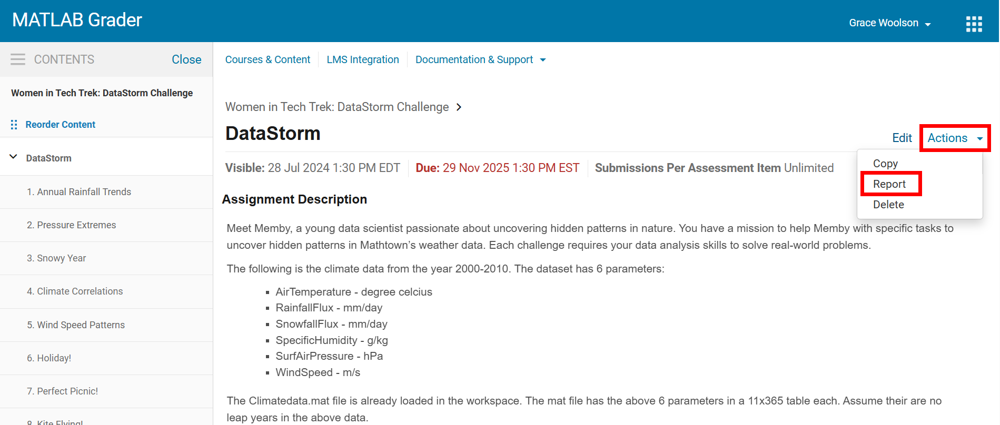 MATLAB Grader
Grace Woolson
CONTENTS
Close
Women in Tech Trek: DataStorm Challenge
Reorder Content
DataStorm
1. Annual Rainfall Trends
2. Pressure Extremes
3. Snowy Year
4. Climate Correlations
5. Wind Speed Patterns
6. Holiday!
7. Perfect Picnic!
8. Kite Flying!
Courses & Content
LMS Integration
Documentation & Support
Women in Tech Trek: DataStorm Challenge
DataStorm
Edit
Actions
Copy
Report
Delete
Visible: 28 Jul 2024 1:30 PM EDT
Due: 29 Nov 2025 1:30 PM EST
Submissions Per Assessment Item Unlimited
Assignment Description
Meet Memby, a young data scientist passionate about uncovering hidden patterns in nature. You have a mission to help Memby with specific tasks to
uncover hidden patterns in Mathtown’s weather data. Each challenge requires your data analysis skills to solve real-world problems.
The following is the climate data from the year 2000-2010. The dataset has 6 parameters:
AirTemperature - degree celcius
RainfallFlux - mm/day
SnowfallFlux - mm/day
SpecificHumidity - g/kg
SurfAirPressure - hPa
WindSpeed - m/s
The Climatedata.mat file is already loaded in the workspace. The mat file has the above 6 parameters in a 11x365 table each. Assume their are no
leap years in the above data.